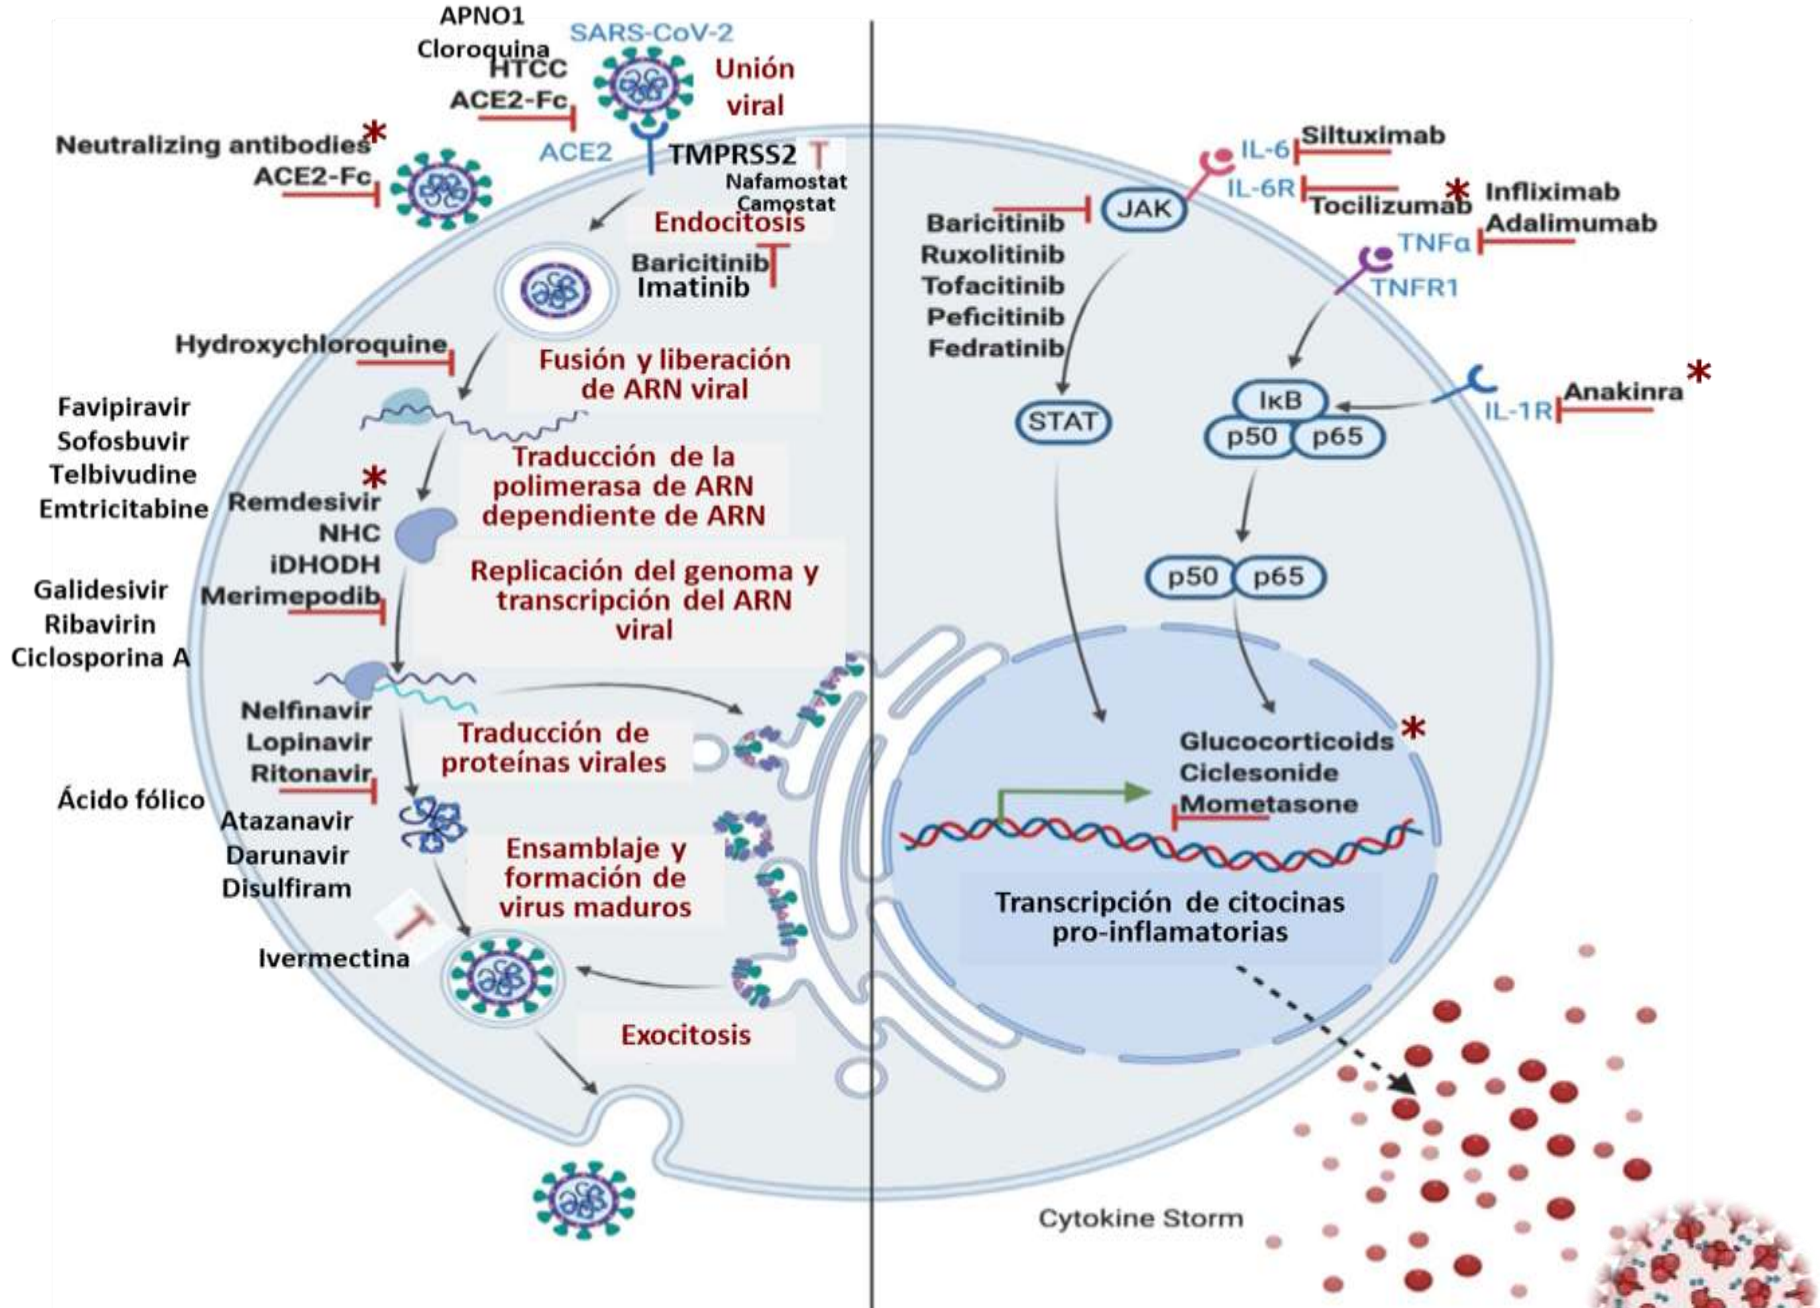 APNO1
Cloroquina
HTCC
ACE2-Fc
SARS-CoV-2
Unión
viral
Neutralizing antibodies*
ACE2-Fc
ACE2
TMPRSS2
Nafamostat
Camostat
Endocitosis
Baricitinib
Imatinib
Hydroxychloroquine
Fusión y liberación
de ARN viral
Favipiravir
Sofosbuvir
Telbivudine
Emtricitabine
Traducción de la
polimerasa de ARN
dependiente de ARN
*
Remdesivir
NHC
iDHODH
Merimepodib
Galidesivir
Ribavirin
Ciclosporina A
Replicación del genoma y
transcripción del ARN
viral
Nelfinavir
Lopinavir
Ritonavir
Traducción de
proteínas virales
Ácido fólico
Atazanavir
Darunavir
Disulfiram
Ensamblaje y
formación de
virus maduros
Ivermectina
Exocitosis
IL-6
Siltuximab
IL-6R
Tocilizumab*
Infliximab
Adalimumab
TNFα
TNFR1
JAK
Baricitinib
Ruxolitinib
Tofacitinib
Peficitinib
Fedratinib
STAT
IκB
p50
p65
IL-1R
Anakinra*
p50
p65
Glucocorticoids*
Ciclesonide
Mometasone
Transcripción de citocinas
pro-inflamatorias
Cytokine Storm